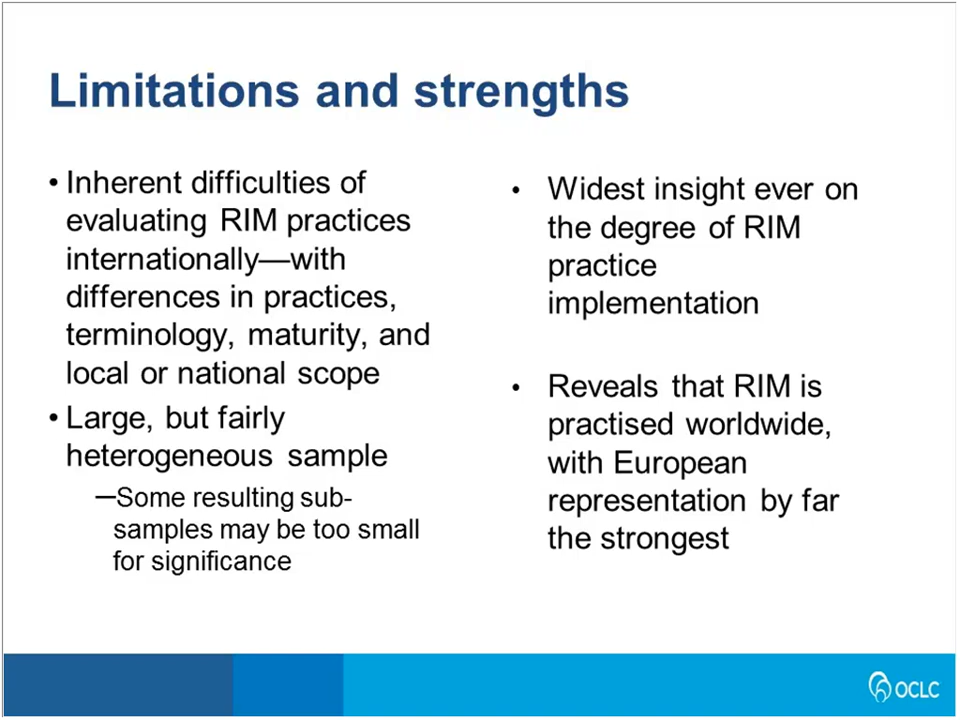 Limitations and strengths
• Inherent difficulties of
evaluating RIM practices
internationally—with
differences in practices,
terminology, maturity, and
local or national scope
• Large, but fairly
heterogeneous sample
–Some resulting sub-
samples may be too small
for significance
• Widest insight ever on
the degree of RIM
practice
implementation
• Reveals that RIM is
practised worldwide,
with European
representation by far
the strongest
OCLC